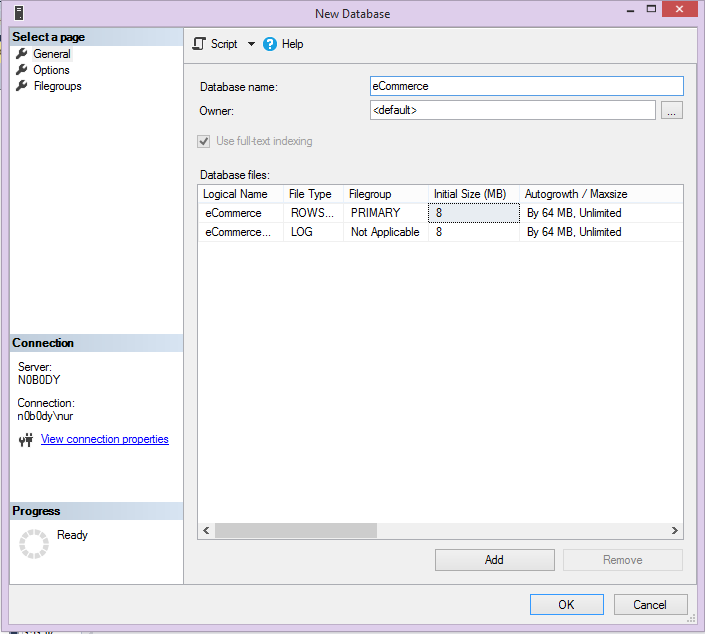 New Database
Select a page
General
Options
Filegroups
Script
Help
Database name:
eCommerce
Owner:
<default>
...
Use full-text indexing
Database files:
Logical Name File Type Filegroup Initial Size (MB) Autogrowth / Maxsize
eCommerce ROWS... PRIMARY 8 By 64 MB, Unlimited
eCommerce... LOG Not Applicable 8 By 64 MB, Unlimited
Connection
Server:
N0B0DY
Connection:
n0b0dy\nur
View connection properties
Progress
Ready
Add
Remove
OK
Cancel